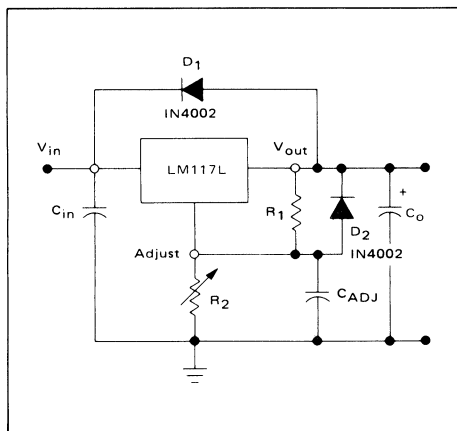 D1
IN4002
Vin
Vout
LM117L
Cin
R1
D2
+
Co
IN4002
Adjust
R2
CADJ